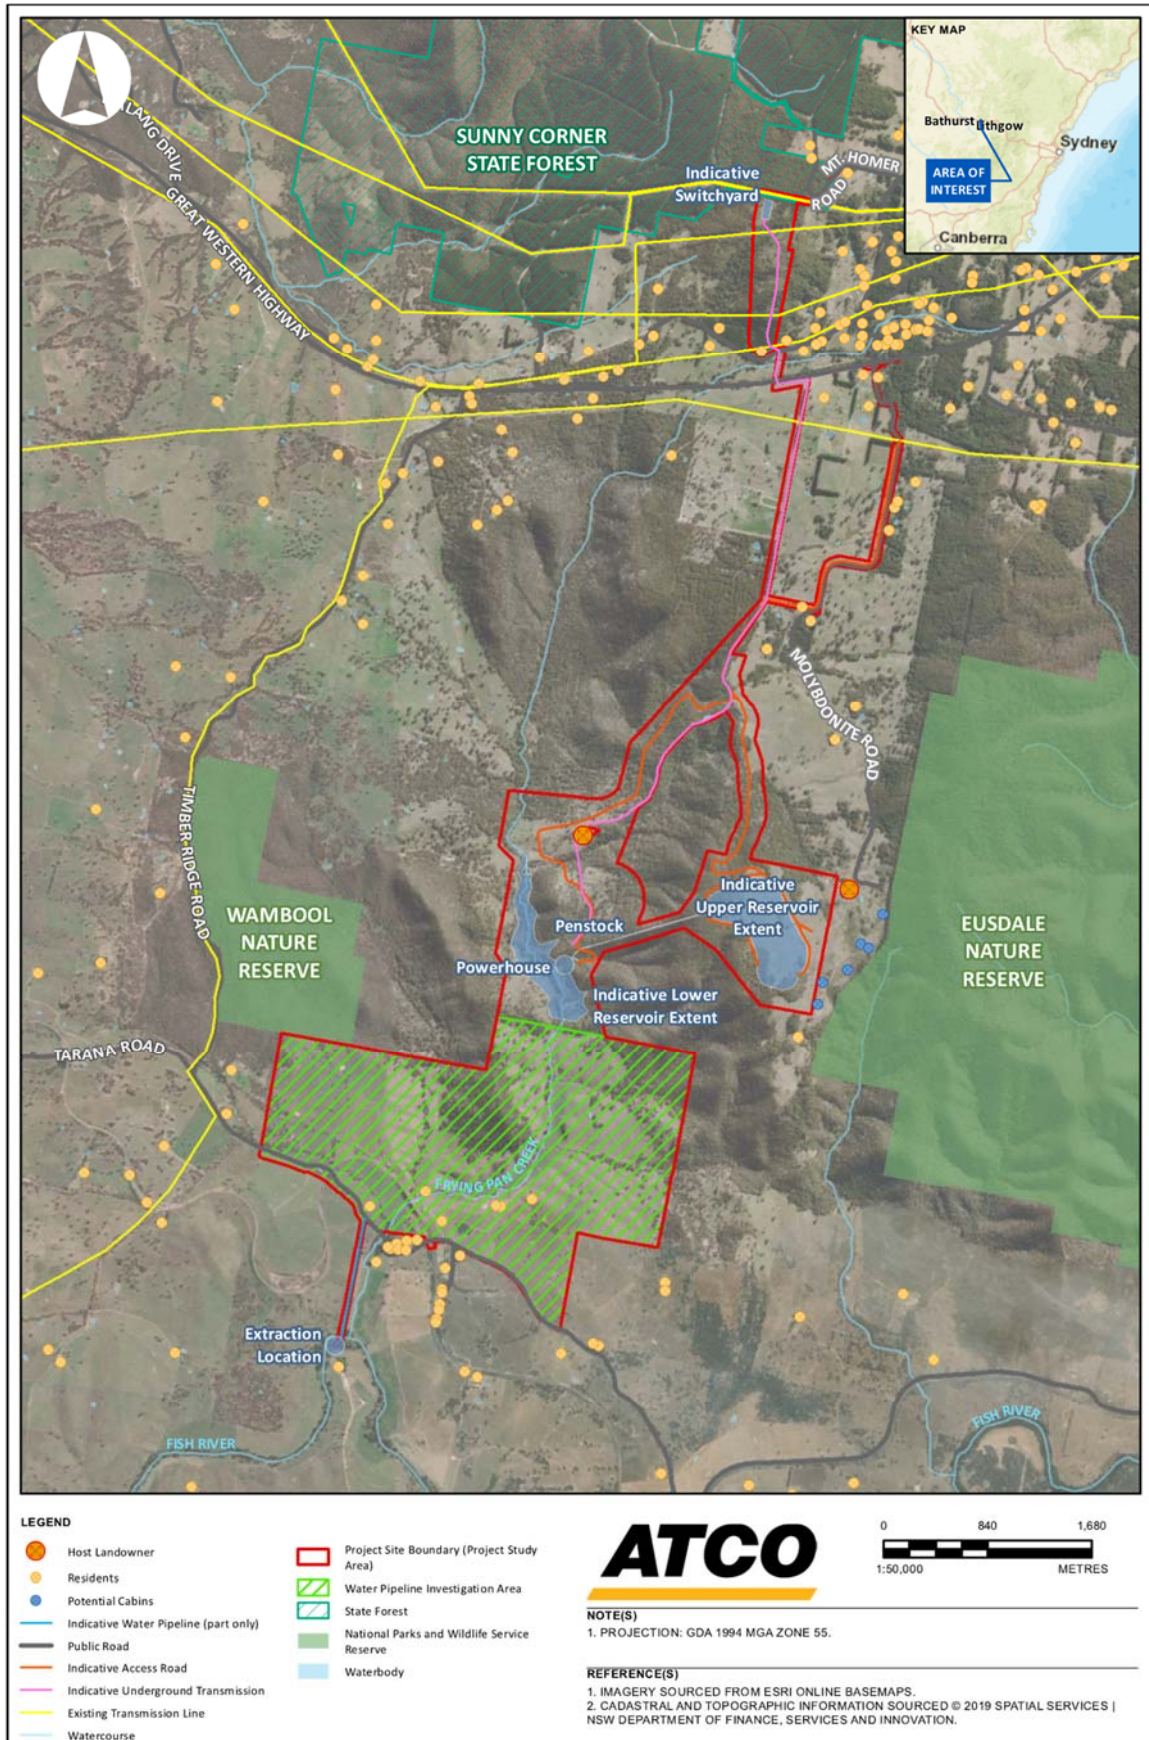 KEY MAP
Bathurst
Lithgow
Sydney
AREA OF
INTEREST
Canberra
SUNNY CORNER
STATE FOREST
Indicative
Switchyard
MT. HOMER
ROAD
DRIVE
GREAT WESTERN HIGHWAY
MOLYBDONITE ROAD
TIMBER RIDGE ROAD
WAMBOOL
NATURE
RESERVE
Indicative
Upper Reservoir
Extent
Penstock
Powerhouse
Indicative Lower
Reservoir Extent
EUSDALE
NATURE
RESERVE
TARANA ROAD
FRYING PAN CREEK
Extraction
Location
FISH RIVER
FISH RIVER
LEGEND
Host Landowner
Residents
Potential Cabins
Indicative Water Pipeline (part only)
Public Road
Indicative Access Road
Indicative Underground Transmission
Existing Transmission Line
Watercourse
Project Site Boundary (Project Study
Area)
Water Pipeline Investigation Area
State Forest
National Parks and Wildlife Service
Reserve
Waterbody
ATCO
0 840 1,680
1:50,000 METRES
NOTE(S)
1. PROJECTION: GDA 1994 MGA ZONE 55.
REFERENCE(S)
1. IMAGERY SOURCED FROM ESRI ONLINE BASEMAPS.
2. CADASTRAL AND TOPOGRAPHIC INFORMATION SOURCED © 2019 SPATIAL SERVICES |
NSW DEPARTMENT OF FINANCE, SERVICES AND INNOVATION.